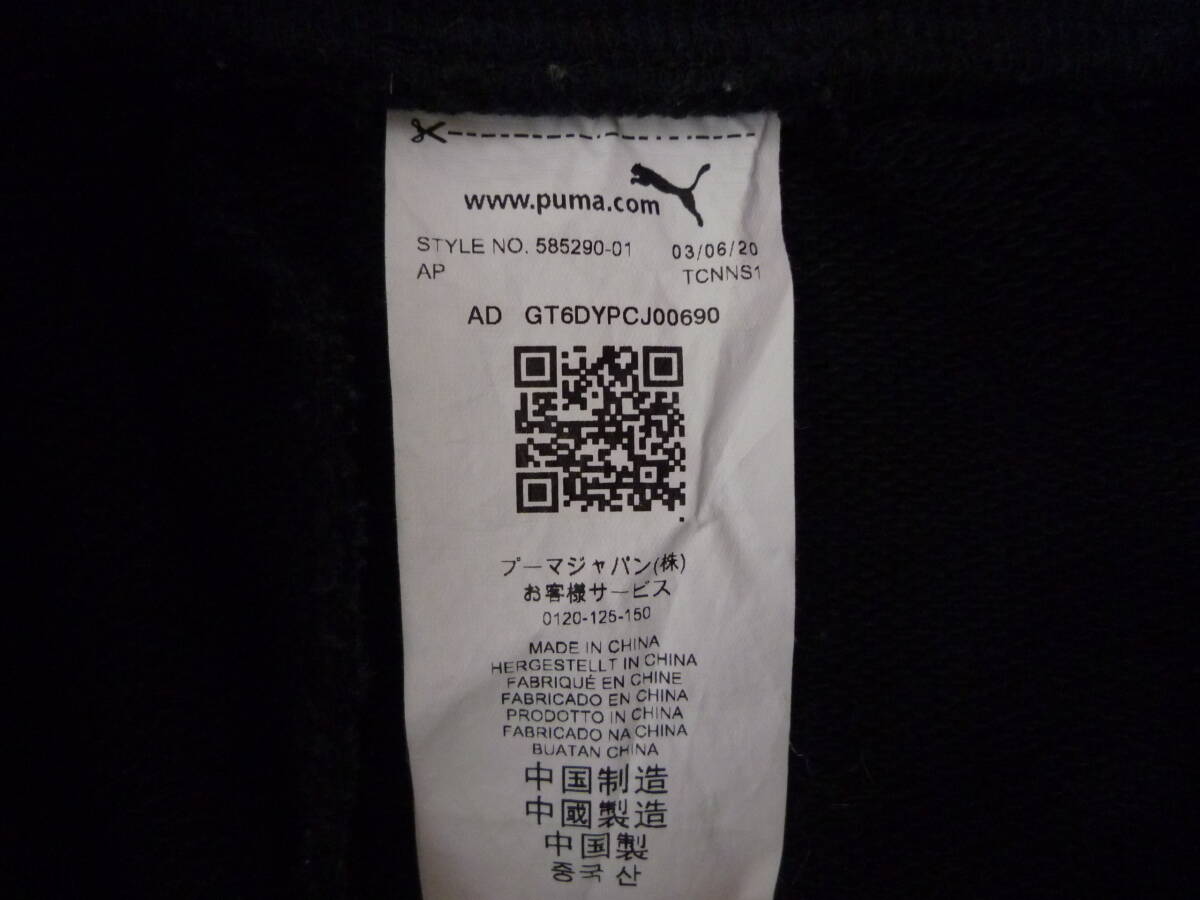 www.puma.com
STYLE NO. 585290-01 03/06/20
AP TCNNS1
AD GT6DYPCJ00690
プーマジャパン(株)
お客様サービス
0120-125-150
MADE IN CHINA
HERGESTELLT IN CHINA
FABRIQUÉ EN CHINE
FABRICADO EN CHINA
PRODOTTO IN CHINA
FABRICADO NA CHINA
BUATAN CHINA
中国制造
中國製造
中国製
중국 산